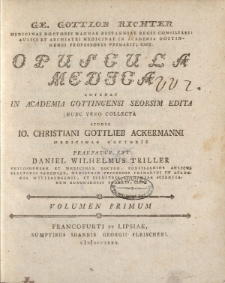 GE. GOTTLOB RICHTER
MEDICINAE DOCTORIS MAGNAE BRITANNIAE REGIS CONSILIARII
AULICI ET ARCHIATRI MEDICINAE IN ACADEMIA GOTTIN-
GENSI PROFESSORIS PRIMARII, CET.
OPUSCULA
MEDICA
ANTEHAC
IN ACADEMIA GOTTINGENSI SEORSIM EDITA
NUNC VERO COLLECTA
STUDIO
IO. CHRISTIANI GOTTLIEB ACKERMANNI
MEDICINAE DOCTORIS
PRAEFATUS EST
DANIEL WILHELMUS TRILLER
VOLUMEN PRIMUM
FRANCOFURTI ET LIPSIAE,
SUMPTIBUS IOANNIS GEORGII FLEISCHERI.